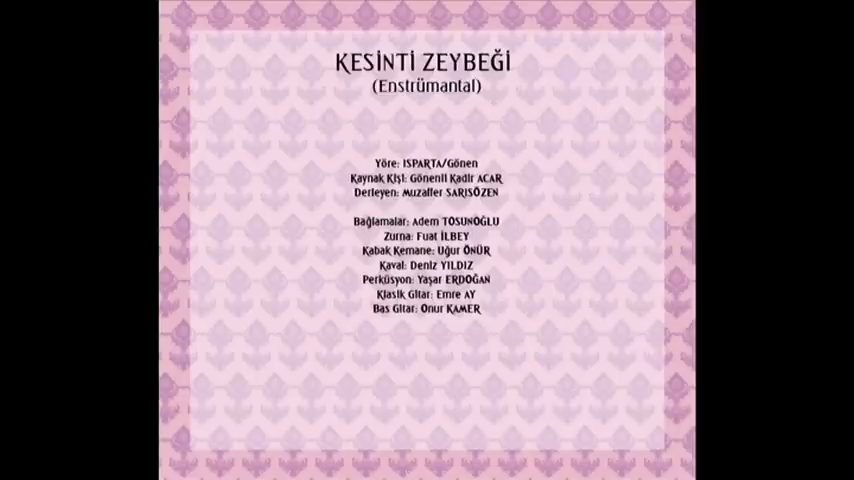 KESİNTİ ZEYBEĞİ
(Enstrümantal)
Yöre: ISPARTA/Gönen
Kaynak Kişi: Gönenli Kadir ACAR
Derleyen: Muzaffer SARISÖZEN
Bağlamalar: Adem TOSUNOĞLU
Zurna: Fuat İLBEY
Kabak Kemane: Uğur ÖNÜR
Kaval: Deniz YILDIZ
Perküsyon: Yaşar ERDOĞAN
Klasik Gitar: Emre AY
Bas Gitar: Onur KAMER